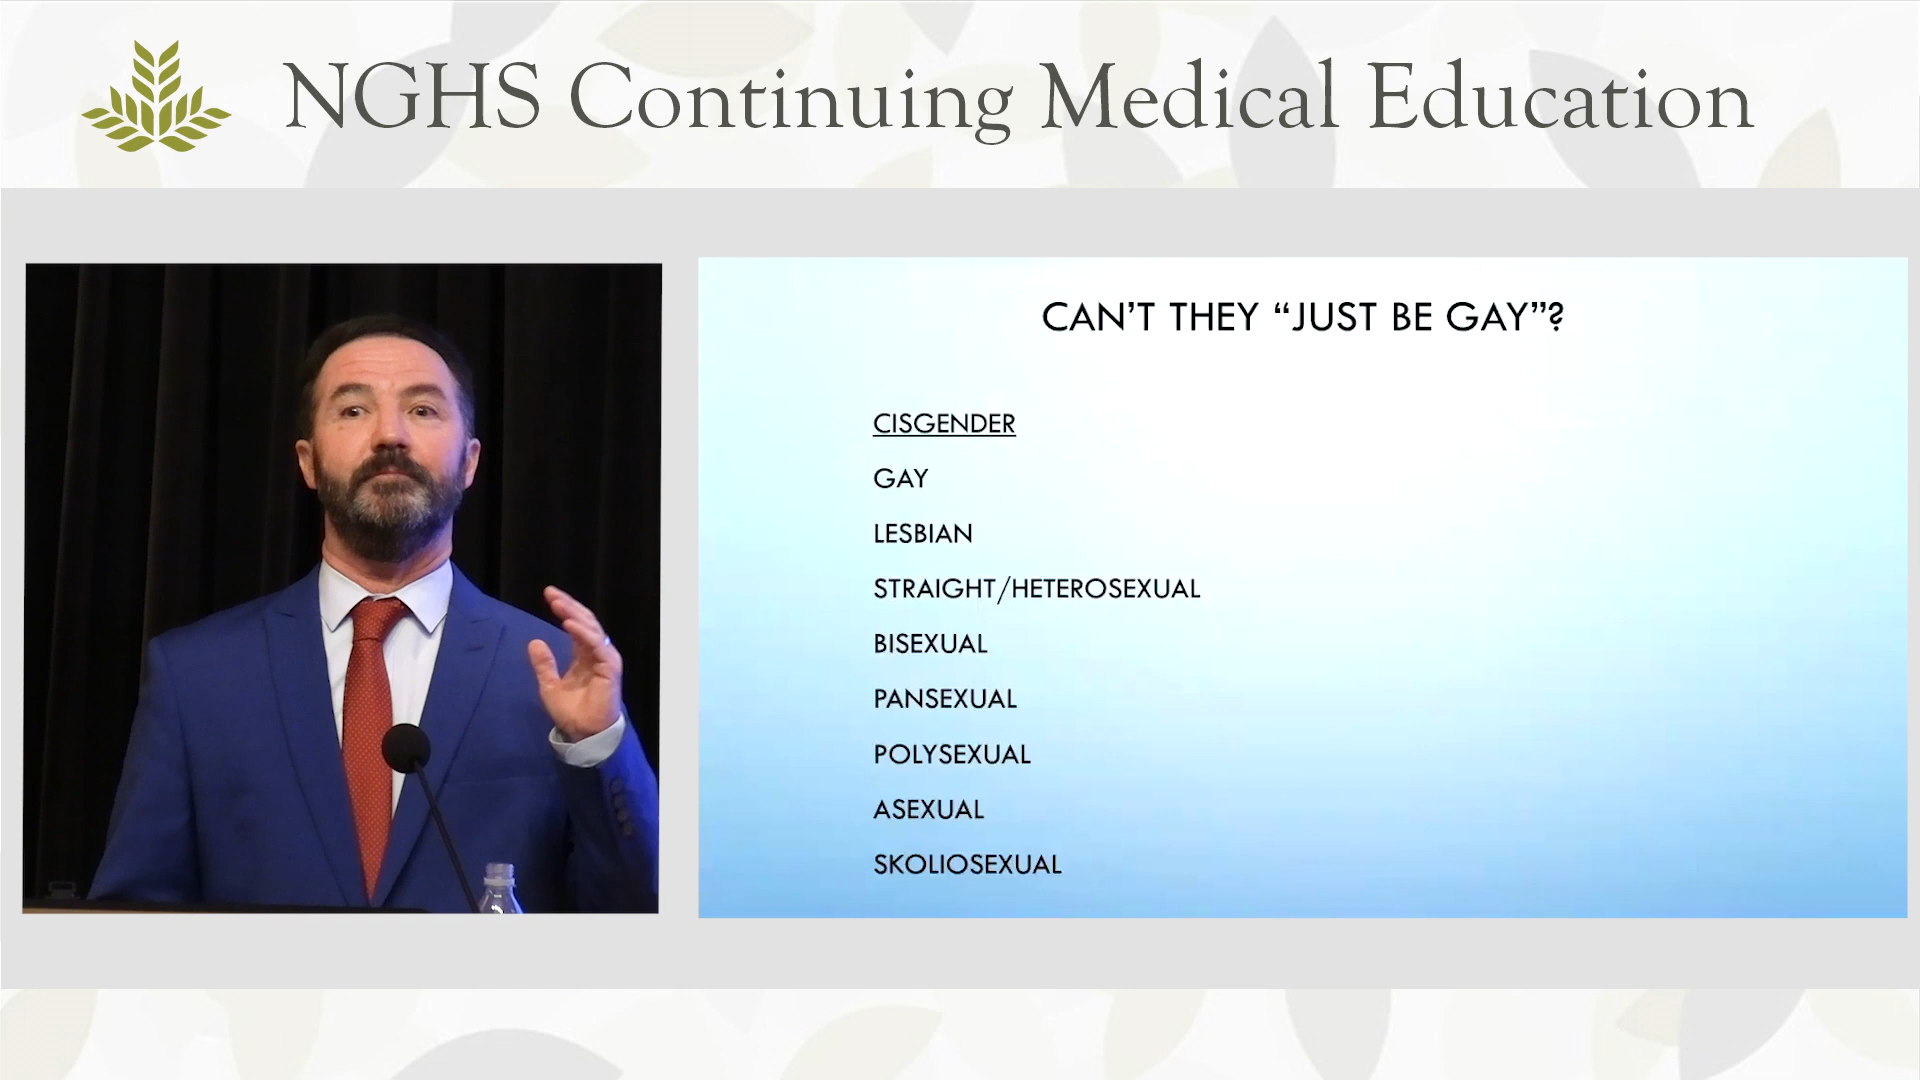 NGHS Continuing Medical Education
CAN'T THEY “JUST BE GAY”?
CISGENDER
GAY
LESBIAN
STRAIGHT/HETEROSEXUAL
BISEXUAL
PANSEXUAL
POLYSEXUAL
ASEXUAL
SKOLIOSEXUAL